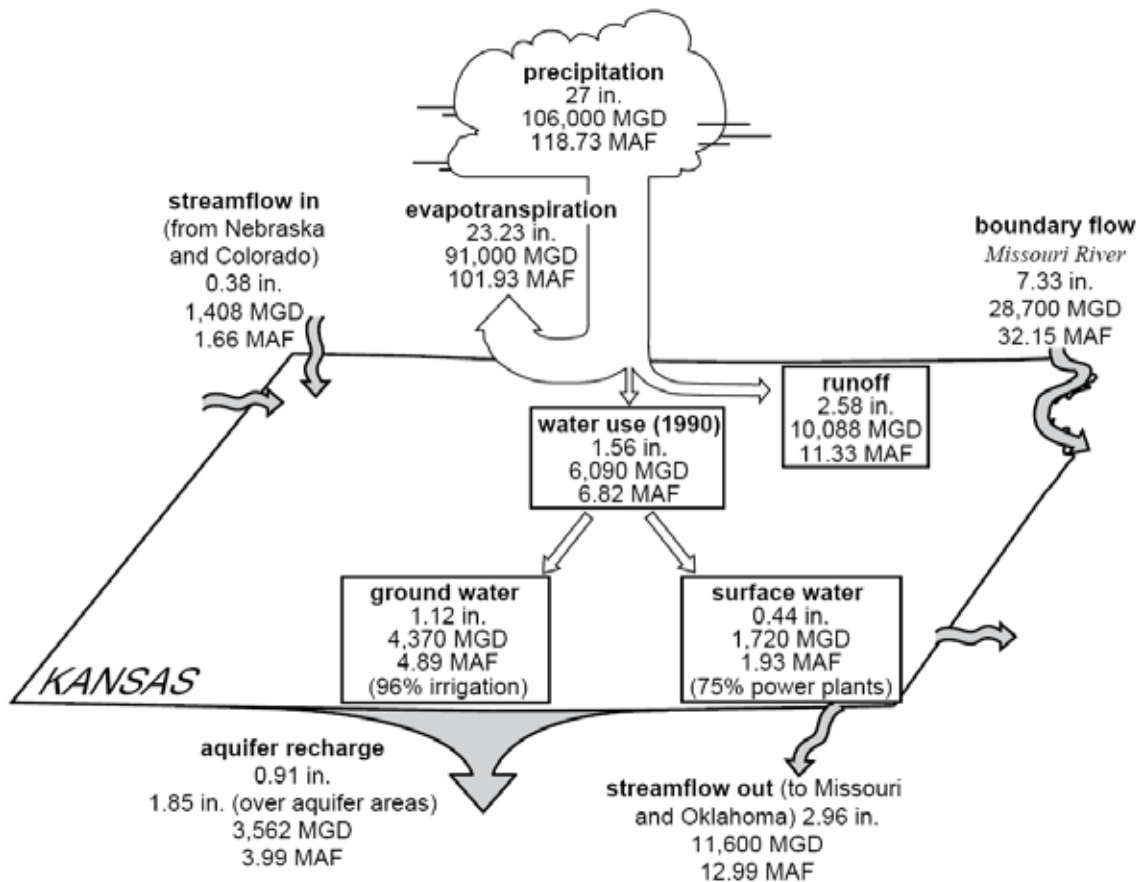 precipitation
27 in.
106,000 MGD
118.73 MAF
streamflow in
(from Nebraska
and Colorado)
0.38 in.
1,408 MGD
1.66 MAF
evapotranspiration
23.23 in.
91,000 MGD
101.93 MAF
boundary flow
Missouri River
7.33 in.
28,700 MGD
32.15 MAF
runoff
2.58 in.
10,088 MGD
11.33 MAF
water use (1990)
1.56 in.
6,090 MGD
6.82 MAF
ground water
1.12 in.
4,370 MGD
4.89 MAF
(96% irrigation)
surface water
0.44 in.
1,720 MGD
1.93 MAF
(75% power plants)
KANSAS
aquifer recharge
0.91 in.
1.85 in. (over aquifer areas)
3,562 MGD
3.99 MAF
streamflow out (to Missouri
and Oklahoma) 2.96 in.
11,600 MGD
12.99 MAF